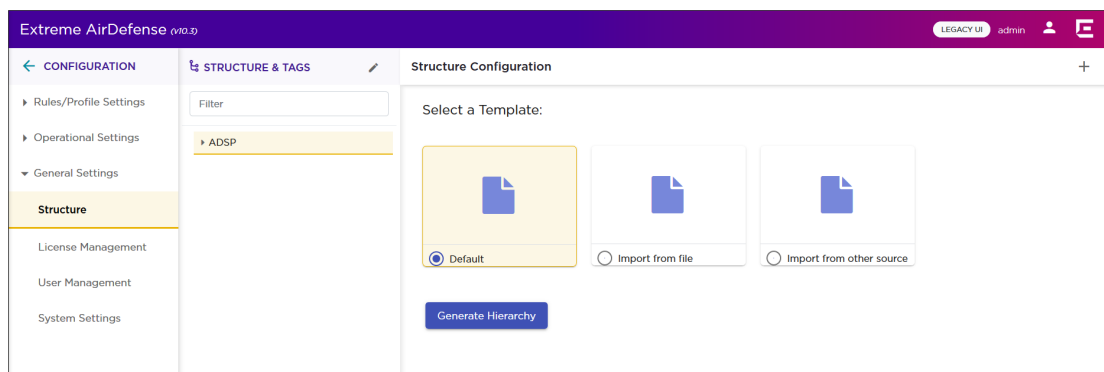 Extreme AirDefense (v10.3)
LEGACY UI admin
CONFIGURATION
Rules/Profile Settings
Operational Settings
General Settings
Structure
License Management
User Management
System Settings
STRUCTURE & TAGS
Filter
ADSP
Structure Configuration
Select a Template:
Default
Import from file
Import from other source
Generate Hierarchy